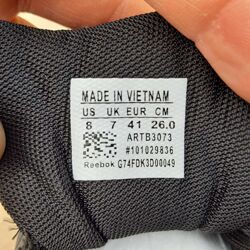 MADE IN VIETNAM
US UK EUR CM
8 7 41 26.0
ARTB3073
#101029836
Reebok G74FDK3D00049